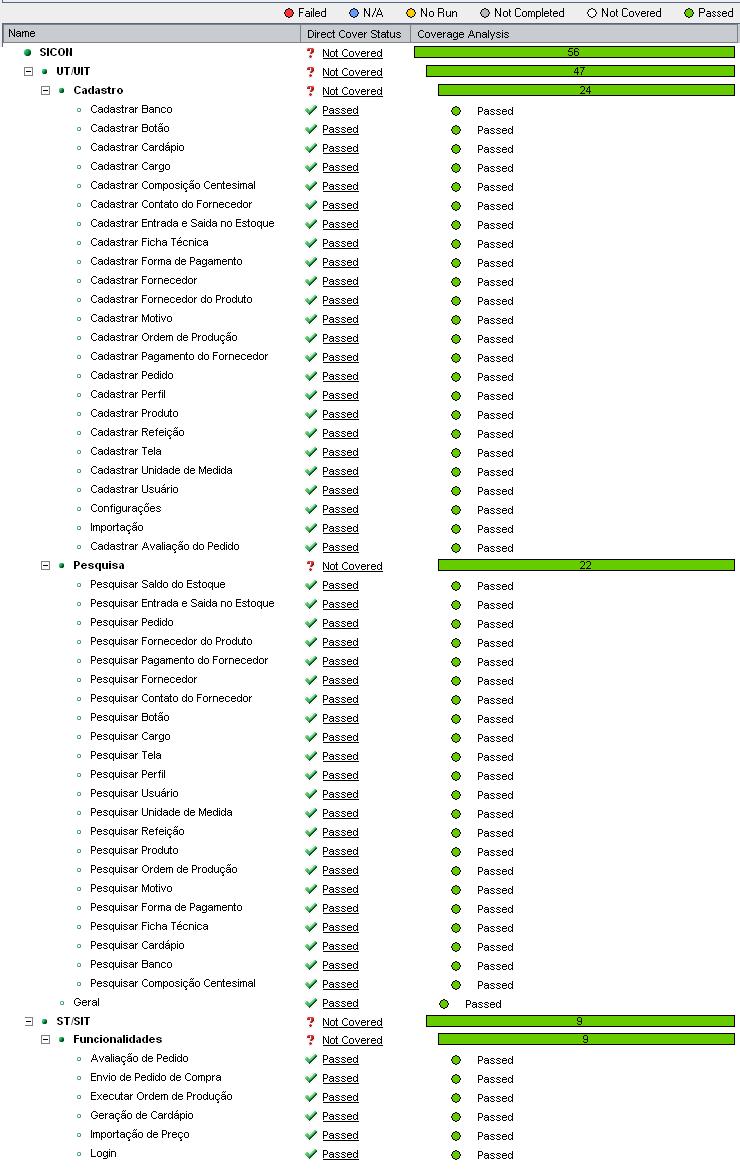 Failed N/A No Run Not Completed Not Covered Passed
Name Direct Cover Status Coverage Analysis
SICON ? Not Covered 56
UT/UIT ? Not Covered 47
Cadastro ? Not Covered 24
Cadastrar Banco Passed Passed
Cadastrar Botão Passed Passed
Cadastrar Cardápio Passed Passed
Cadastrar Cargo Passed Passed
Cadastrar Composição Centesimal Passed Passed
Cadastrar Contato do Fornecedor Passed Passed
Cadastrar Entrada e Saida no Estoque Passed Passed
Cadastrar Ficha Técnica Passed Passed
Cadastrar Forma de Pagamento Passed Passed
Cadastrar Fornecedor Passed Passed
Cadastrar Fornecedor do Produto Passed Passed
Cadastrar Motivo Passed Passed
Cadastrar Ordem de Produção Passed Passed
Cadastrar Pagamento do Fornecedor Passed Passed
Cadastrar Pedido Passed Passed
Cadastrar Perfil Passed Passed
Cadastrar Produto Passed Passed
Cadastrar Refeição Passed Passed
Cadastrar Tela Passed Passed
Cadastrar Unidade de Medida Passed Passed
Cadastrar Usuário Passed Passed
Configurações Passed Passed
Importação Passed Passed
Cadastrar Avaliação do Pedido Passed Passed
Pesquisa ? Not Covered 22
Pesquisar Saldo do Estoque Passed Passed
Pesquisar Entrada e Saida no Estoque Passed Passed
Pesquisar Pedido Passed Passed
Pesquisar Fornecedor do Produto Passed Passed
Pesquisar Pagamento do Fornecedor Passed Passed
Pesquisar Fornecedor Passed Passed
Pesquisar Contato do Fornecedor Passed Passed
Pesquisar Botão Passed Passed
Pesquisar Cargo Passed Passed
Pesquisar Tela Passed Passed
Pesquisar Perfil Passed Passed
Pesquisar Usuário Passed Passed
Pesquisar Unidade de Medida Passed Passed
Pesquisar Refeição Passed Passed
Pesquisar Produto Passed Passed
Pesquisar Ordem de Produção Passed Passed
Pesquisar Motivo Passed Passed
Pesquisar Forma de Pagamento Passed Passed
Pesquisar Ficha Técnica Passed Passed
Pesquisar Cardápio Passed Passed
Pesquisar Banco Passed Passed
Pesquisar Composição Centesimal Passed Passed
Geral Passed Passed
ST/SIT ? Not Covered 9
Funcionalidades ? Not Covered 9
Avaliação de Pedido Passed Passed
Envio de Pedido de Compra Passed Passed
Executar Ordem de Produção Passed Passed
Geração de Cardápio Passed Passed
Importação de Preço Passed Passed
Login Passed Passed